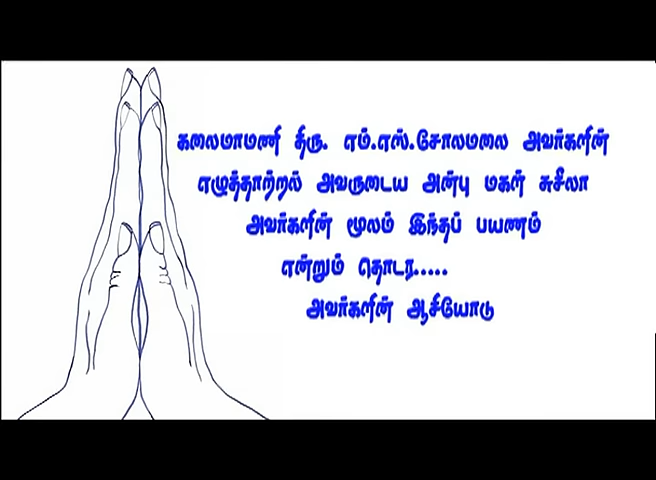 கலைமாமணி திரு. எம்.எஸ்.சோலமலை அவர்களின்
எழுத்தாற்றல் அவருடைய அன்பு மகள் சுசீலா
அவர்களின் மூலம் இந்தப் பயணம்
என்றும் தொடர.....
அவர்களின் ஆசியோடு